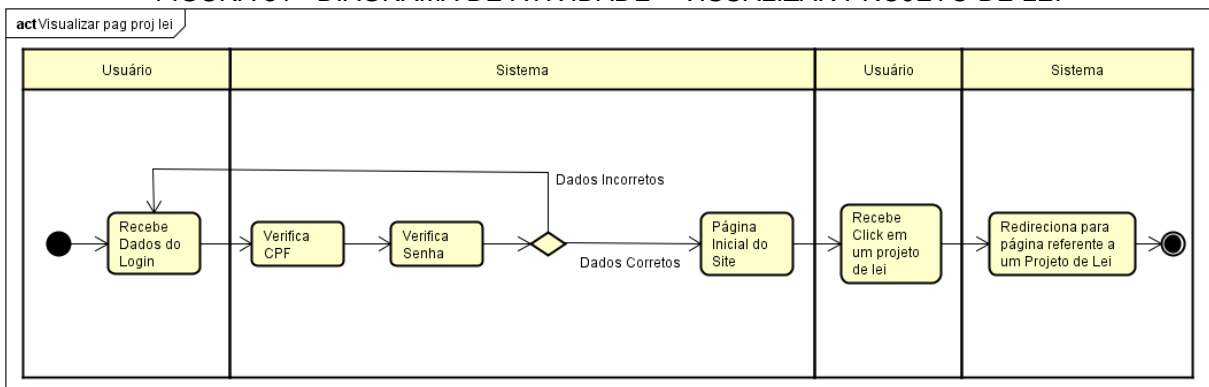 act Visualizar pag proj lei
Usuário
Sistema
Usuário
Sistema
Dados Incorretos
Recebe
Dados do
Login
Verifica
CPF
Verifica
Senha
Dados Corretos
Página
Inicial do
Site
Recebe
Click em
um projeto
de lei
Redireciona para
página referente a
um Projeto de Lei